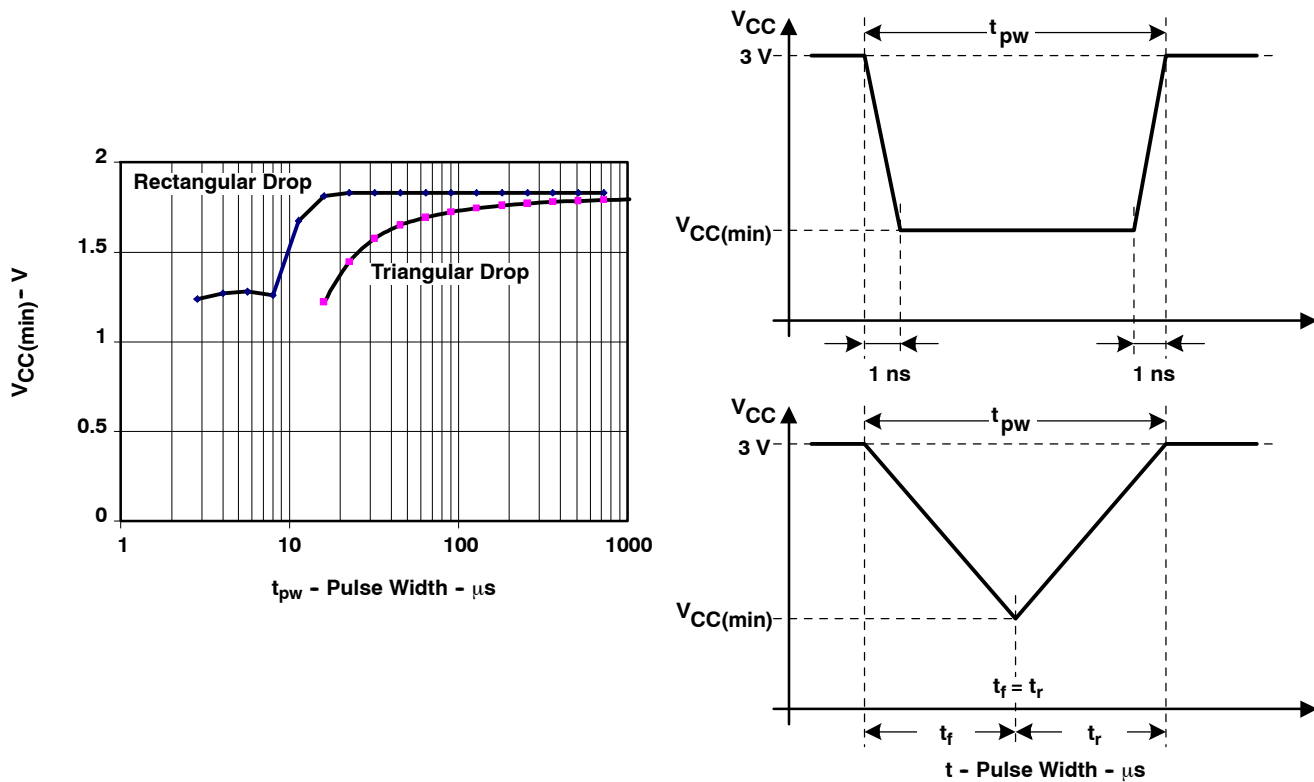 2
1.5
1
0.5
0
VCC(min) - V
Rectangular Drop
Triangular Drop
1
10
100
1000
tpw - Pulse Width - μs
VCC
3 V
tpw
VCC(min)
1 ns
1 ns
VCC
3 V
tpw
VCC(min)
tf = tr
tf
tr
t - Pulse Width - μs